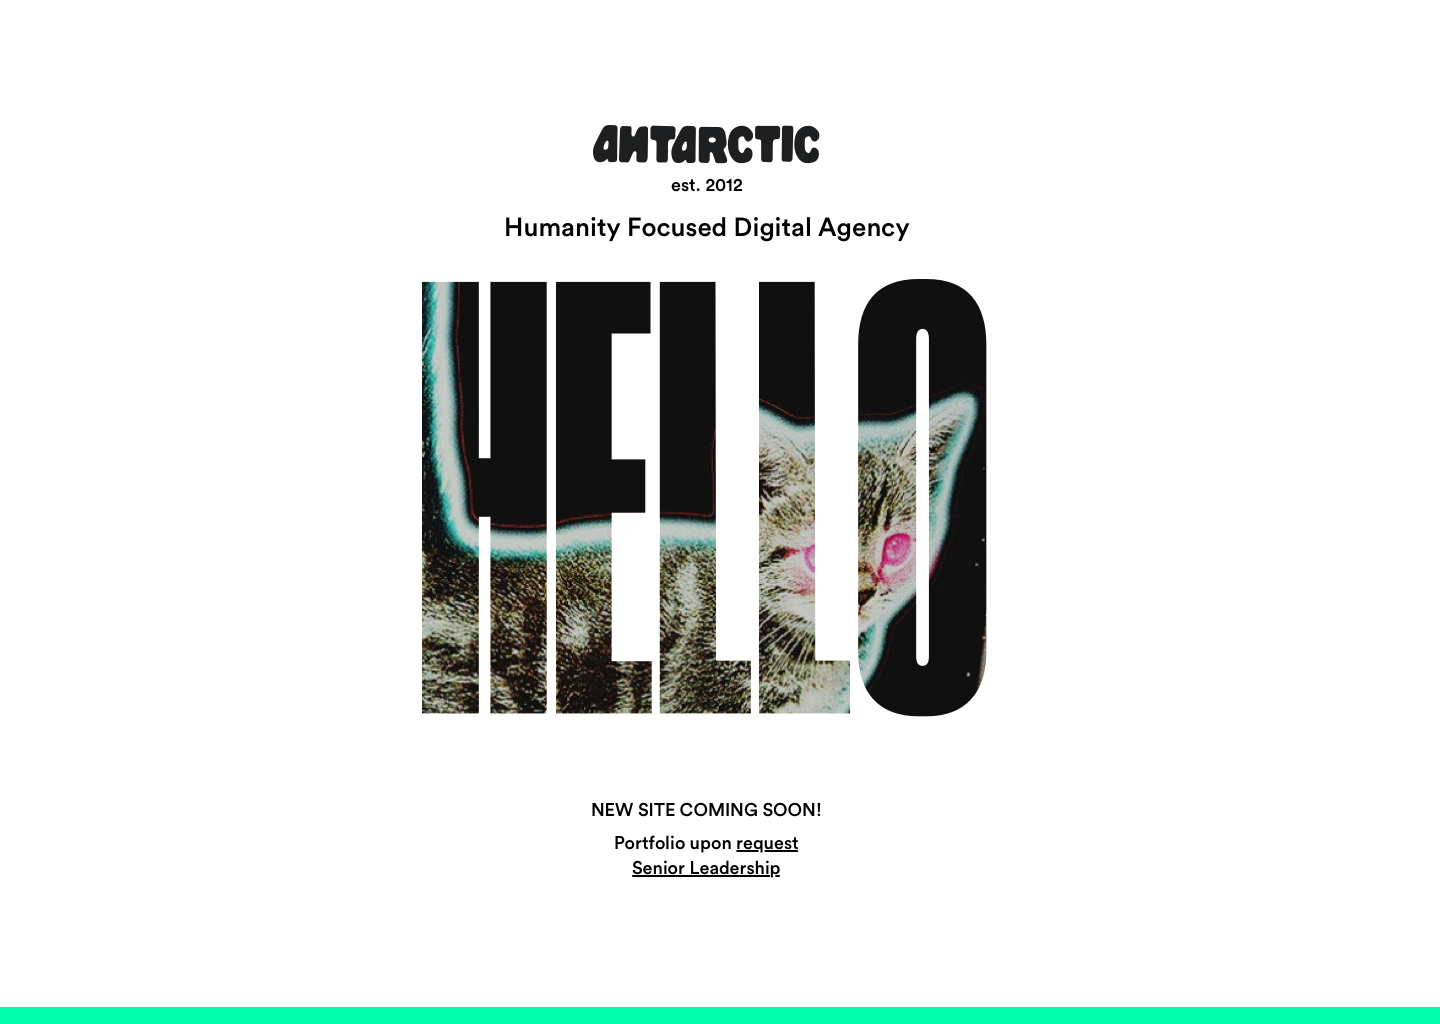 ANTARCTIC
est. 2012
Humanity Focused Digital Agency
HELLO
NEW SITE COMING SOON!
Portfolio upon request
Senior Leadership